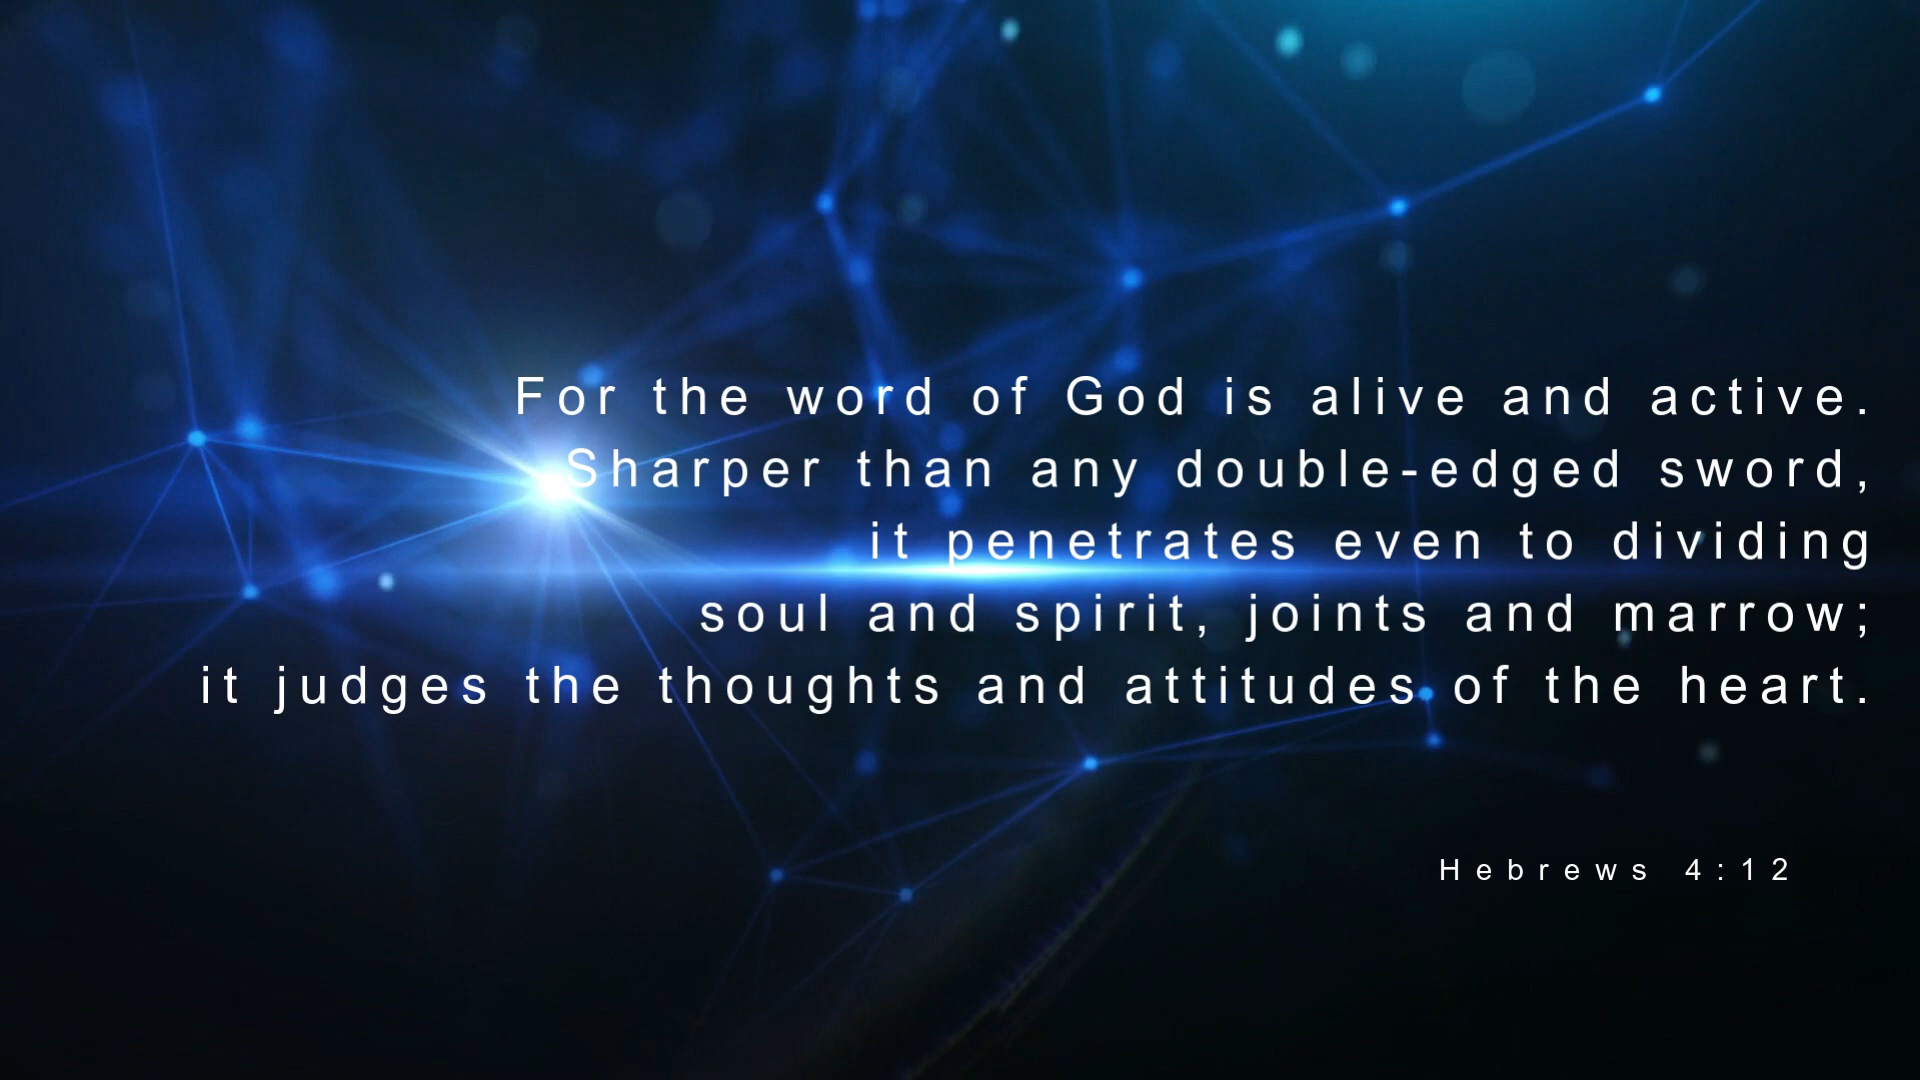 For the word of God is alive and active.
Sharper than any double-edged sword,
it penetrates even to dividing
soul and spirit, joints and marrow;
it judges the thoughts and attitudes of the heart.
Hebrews 4:12